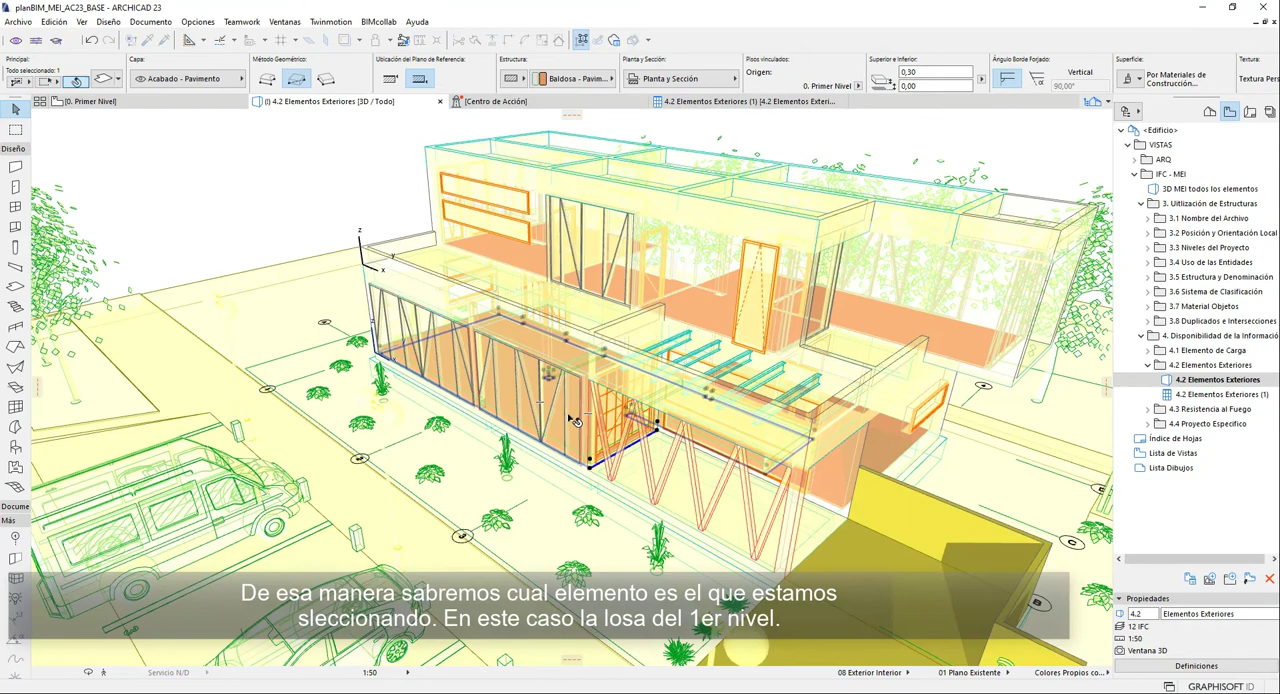 planBIM_MEI_AC23_BASE - ARCHICAD 23
Archivo Edición Ver Diseño Documento Opciones Teamwork Ventanas Twinmotion BIMcollab Ayuda
Principal:
Todo seleccionado: 1
Capa:
Acabado - Pavimento
Método Geométrico:
Ubicación del Plano de Referencia:
Estructura:
Baldosa - Pavim...
Planta y Sección:
Planta y Sección
Pisos vinculados:
Origen:
0. Primer Nivel
Superior e Inferior:
0,30
0,00
Ángulo Borde Forjado:
Vertical
90,00°
Superficie:
Por Materiales de
Construcción...
Textura:
Textura Pers
[0. Primer Nivel]
(!) 4.2 Elementos Exteriores [3D / Todo]
[Centro de Acción]
4.2 Elementos Exteriores (1) [4.2 Elementos Exteri...
Diseño
Docume
Más
<Edificio>
VISTAS
ARQ
IFC - MEI
3D MEI todos los elementos
3. Uitlización de Estructuras
3.1 Nombre del Archivo
3.2 Posición y Orientación Local
3.3 Niveles del Proyecto
3.4 Uso de las Entidades
3.5 Estructura y Denominación
3.6 Sistema de Clasificación
3.7 Material Objetos
3.8 Duplicados e Intersecciones
4. Disponibilidad de la Informació
4.1 Elemento de Carga
4.2 Elementos Exteriores
4.2 Elementos Exteriores
4.2 Elementos Exteriores (1)
4.3 Resistencia al Fuego
4.4 Proyecto Especifico
Índice de Hojas
Lista de Vistas
Lista Dibujos
z
y
x
z
x
C
B
De esa manera sabremos cual elemento es el que estamos
sleccionando. En este caso la losa del 1er nivel.
Propiedades
4.2 Elementos Exteriores
12 IFC
1:50
Ventana 3D
Definiciones
Servicio N/D
1:50
08 Exterior Interior
01 Plano Existente
Colores Propios co...
GRAPHISOFT ID